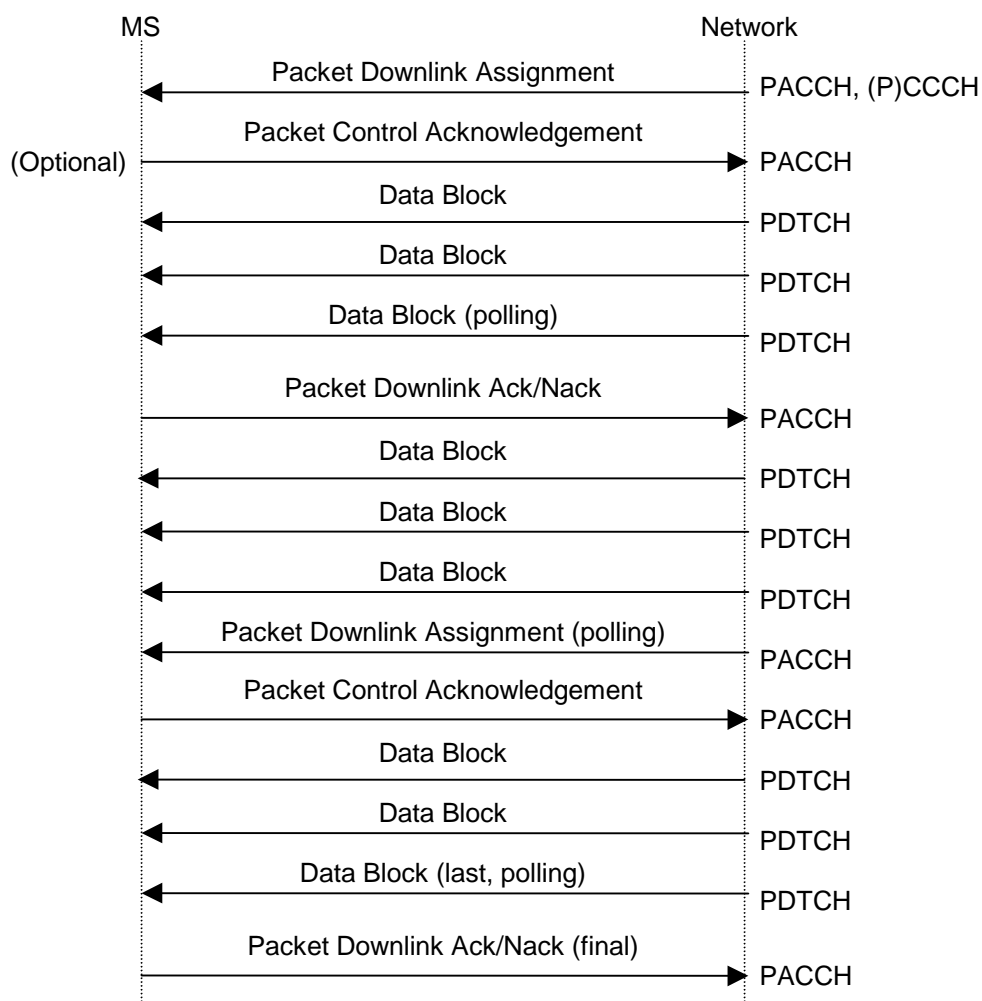 MS Network
Packet Downlink Assignment
PACCH, (P)CCCH
Packet Control Acknowledgement
(Optional) PACCH
Data Block
PDTCH
Data Block
PDTCH
Data Block (polling)
PDTCH
Packet Downlink Ack/Nack
PACCH
Data Block
PDTCH
Data Block
PDTCH
Data Block
PDTCH
Packet Downlink Assignment (polling)
PACCH
Packet Control Acknowledgement
PACCH
Data Block
PDTCH
Data Block
PDTCH
Data Block (last, polling)
PDTCH
Packet Downlink Ack/Nack (final)
PACCH